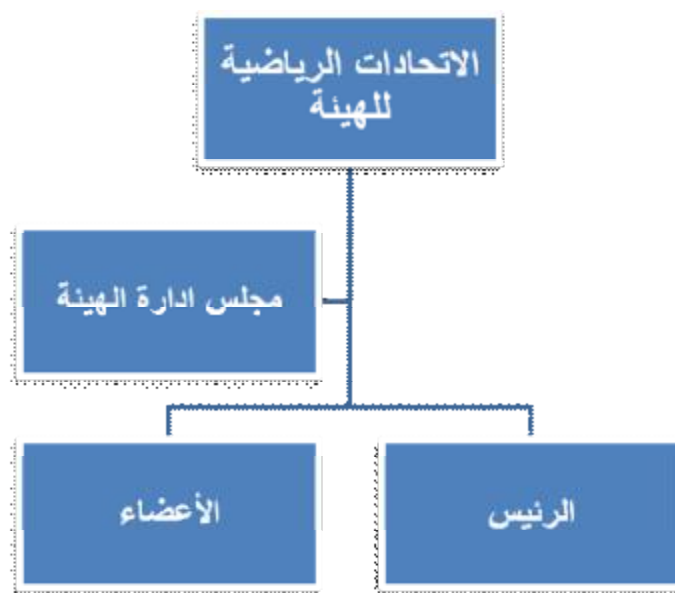 الاتحادات الرياضية
للهيئة
مجلس ادارة الهيئة
الرئيس
الأعضاء